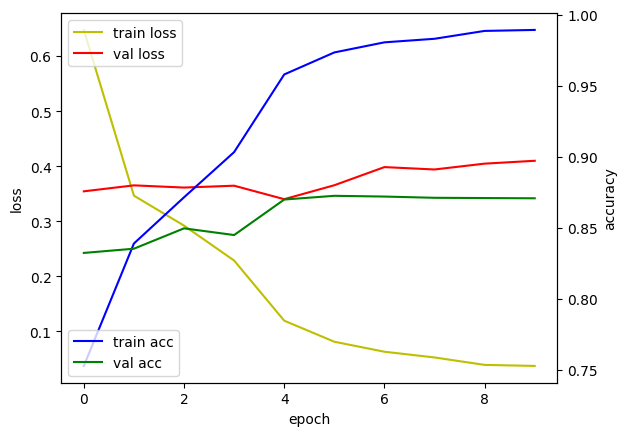 train loss
val loss
train acc
val acc
0.6
0.5
0.4
0.3
0.2
0.1
loss
1.00
0.95
0.90
0.85
0.80
0.75
accuracy
0 2 4 6 8
epoch